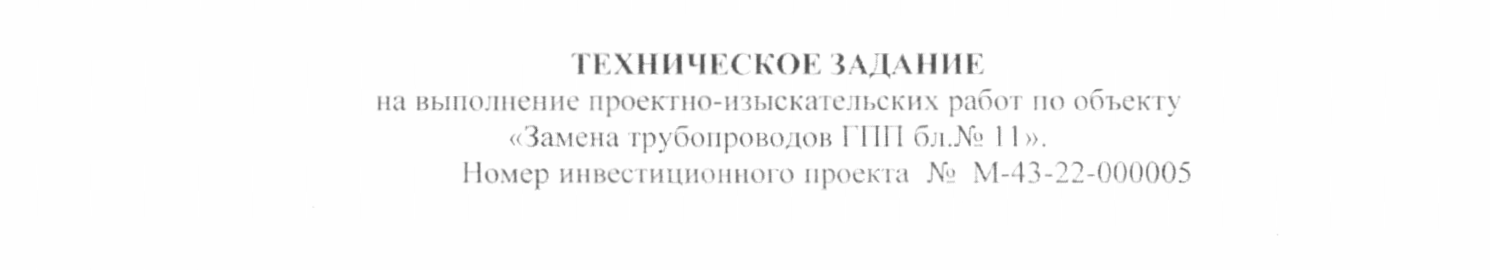 ТЕХНИЧЕСКОЕ ЗАДАНИЕ
на выполнение проектно-изыскательских работ по объекту
«Замена трубопроводов ГПП бл.№ 11».
Номер инвестиционного проекта № М-43-22-000005